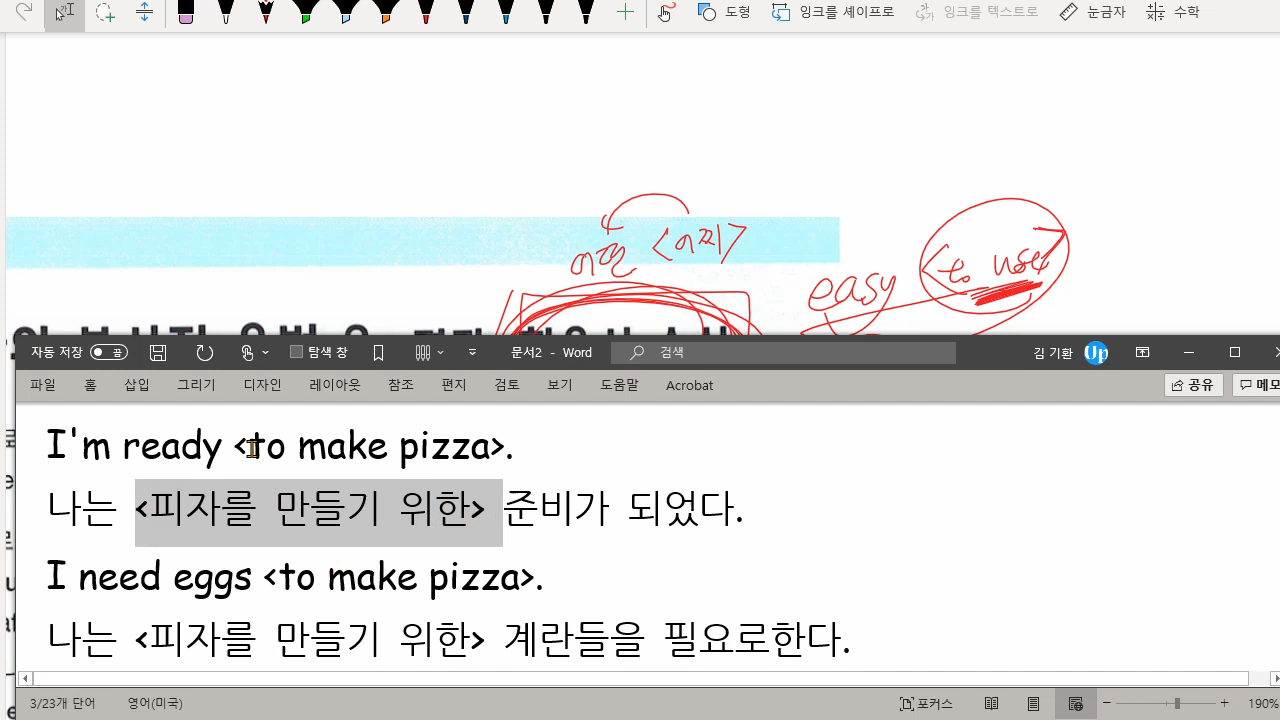 도형 잉크를 셰이프로 잉크를 텍스트로 눈금자 수학
어떤 <어찌>
easy <to use>
자동 저장 끔 탐색 창 문서2 - Word 검색 김 기환 Up
파일 홈 삽입 그리기 디자인 레이아웃 참조 편지 검토 보기 도움말 Acrobat 공유 메모
I'm ready <to make pizza>.
나는 <피자를 만들기 위한> 준비가 되었다.
I need eggs <to make pizza>.
나는 <피자를 만들기 위한> 계란들을 필요로한다.
3/23개 단어 영어(미국) 포커스 190%